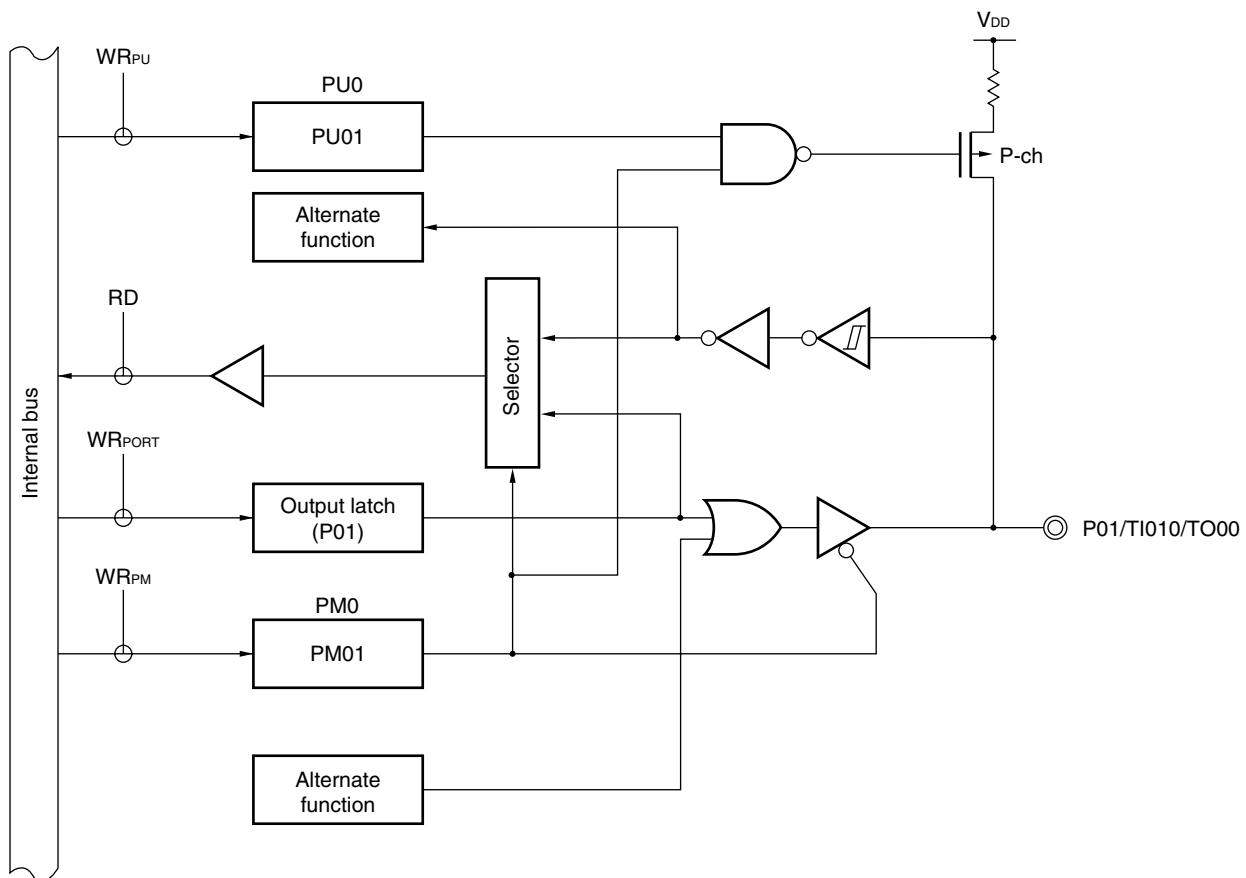 VDD
WRPU
PU0
PU01
P-ch
Alternate
function
RD
Selector
Internal bus
WRPORT
Output latch
(P01)
P01/TI010/TO00
WRPM
PM0
PM01
Alternate
function